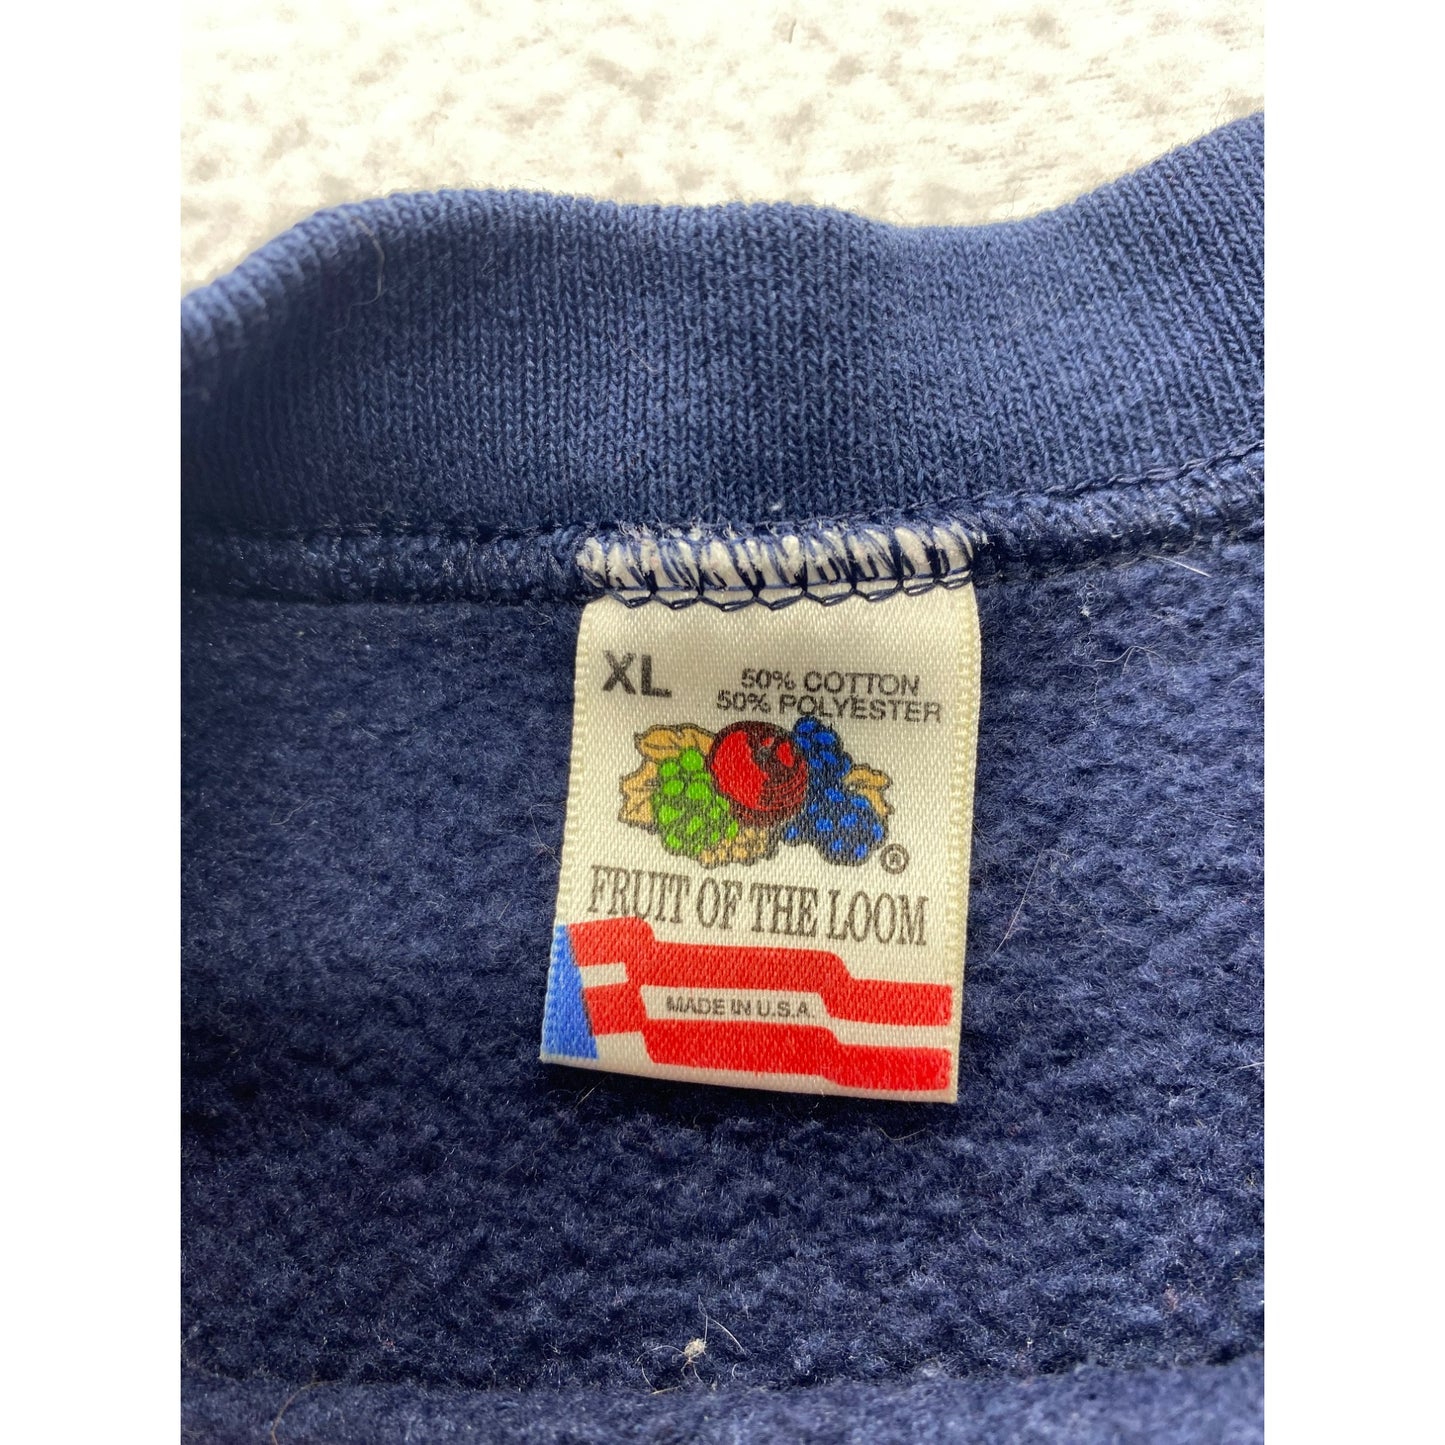 XL
50% COTTON
50% POLYESTER
®
FRUIT OF THE LOOM
MADE IN U.S.A.